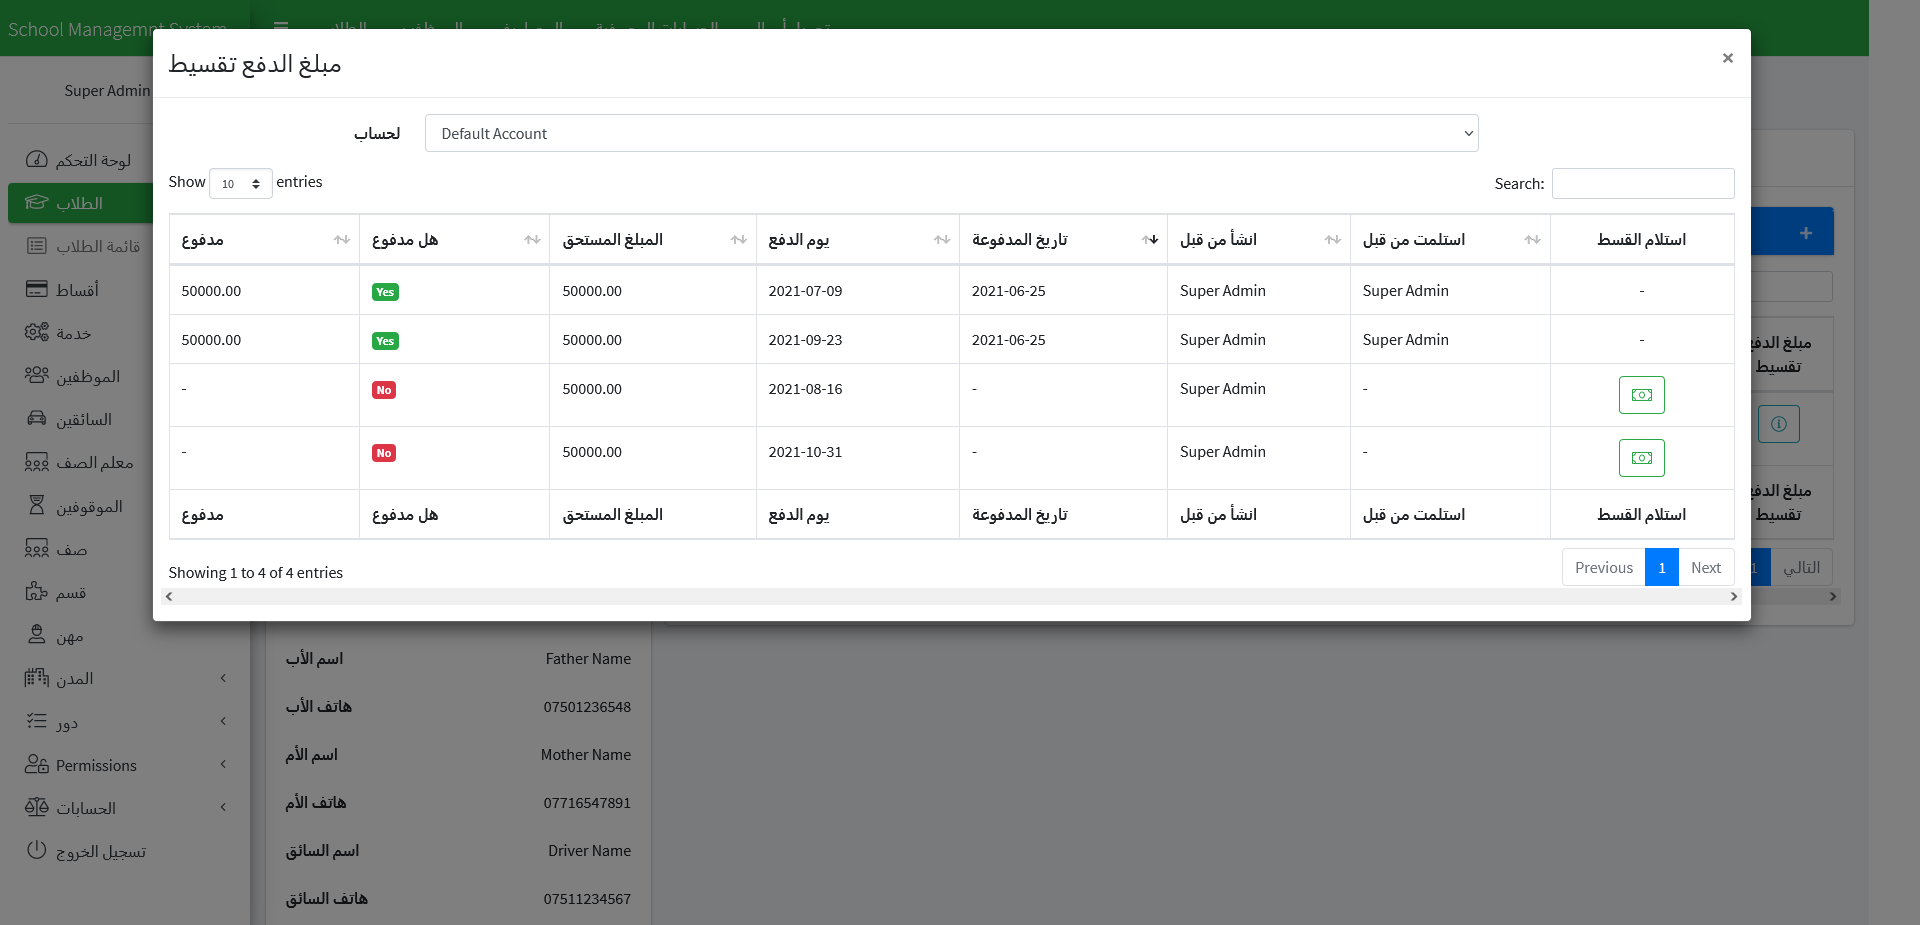 School Managemnt System
Super Admin
لوحة التحكم
الطلاب
قائمة الطلاب
أقساط
خدمة
الموظفين
السائقين
معلم الصف
الموقوفين
صف
قسم
مهن
المدن
دور
Permissions
الحسابات
تسجيل الخروج
مبلغ الدفع تقسيط
×
لحساب
Default Account
Show 10 entries
Search:
مدفوع هل مدفوع المبلغ المستحق يوم الدفع تاريخ المدفوعة انشأ من قبل استلمت من قبل استلام القسط
50000.00 Yes 50000.00 2021-07-09 2021-06-25 Super Admin Super Admin -
50000.00 Yes 50000.00 2021-09-23 2021-06-25 Super Admin Super Admin -
- No 50000.00 2021-08-16 - Super Admin -
- No 50000.00 2021-10-31 - Super Admin -
مدفوع هل مدفوع المبلغ المستحق يوم الدفع تاريخ المدفوعة انشأ من قبل استلمت من قبل استلام القسط
Showing 1 to 4 of 4 entries
Previous 1 Next
مبلغ الدفع
تقسيط
مبلغ الدفع
تقسيط
1 التالي
اسم الأب Father Name
هاتف الأب 07501236548
اسم الأم Mother Name
هاتف الأم 07716547891
اسم السائق Driver Name
هاتف السائق 07511234567